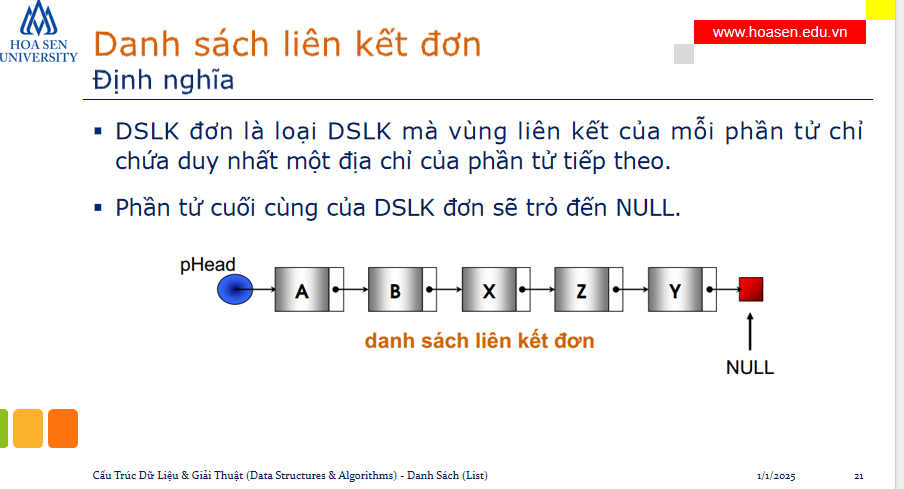 HOA SEN
UNIVERSITY
Danh sách liên kết đơn
www.hoasen.edu.vn
Định nghĩa
▪ DSLK đơn là loại DSLK mà vùng liên kết của mỗi phần tử chỉ
chứa duy nhất một địa chỉ của phần tử tiếp theo.
▪ Phần tử cuối cùng của DSLK đơn sẽ trỏ đến NULL.
pHead
A B X Z Y
danh sách liên kết đơn
NULL
Cấu Trúc Dữ Liệu & Giải Thuật (Data Structures & Algorithms) - Danh Sách (List) 1/1/2025 21